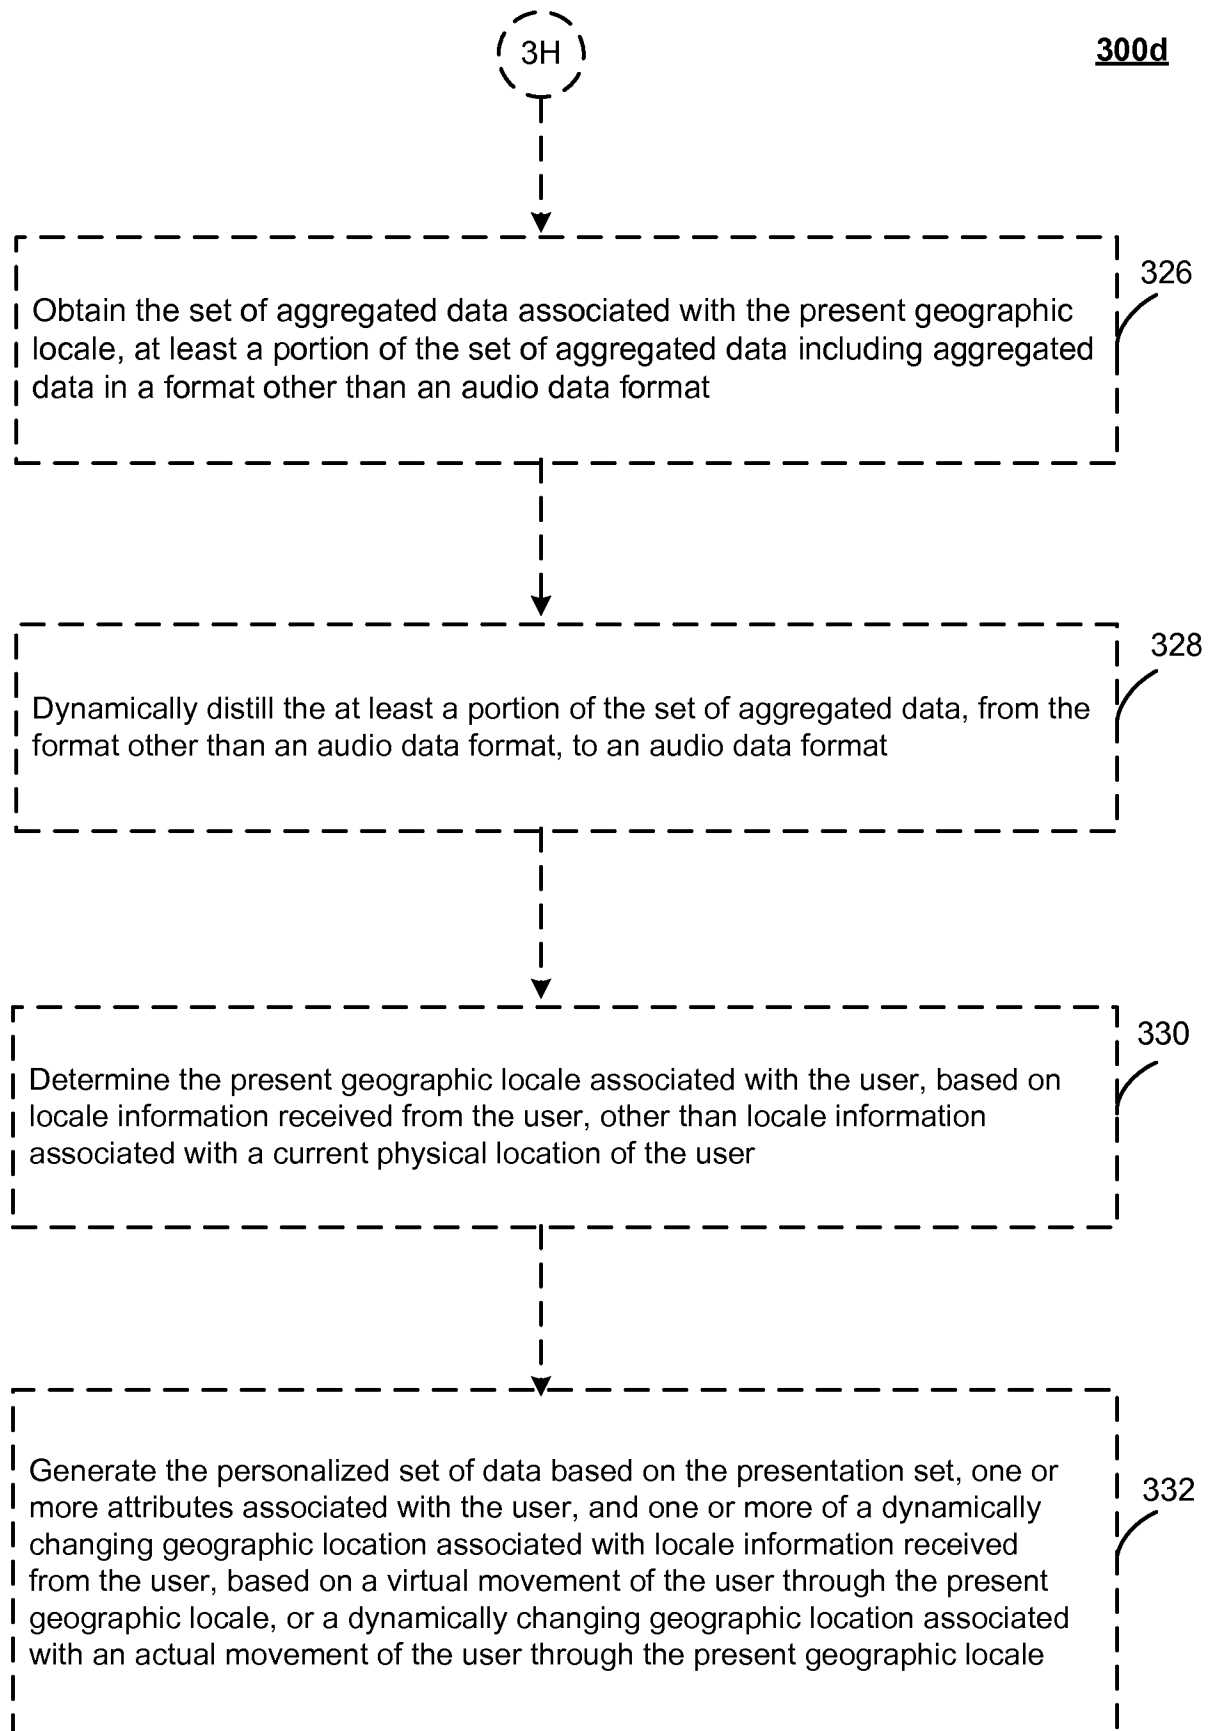 3H
300d
326
Obtain the set of aggregated data associated with the present geographic
locale, at least a portion of the set of aggregated data including aggregated
data in a format other than an audio data format
328
Dynamically distill the at least a portion of the set of aggregated data, from the
format other than an audio data format, to an audio data format
330
Determine the present geographic locale associated with the user, based on
locale information received from the user, other than locale information
associated with a current physical location of the user
332
Generate the personalized set of data based on the presentation set, one or
more attributes associated with the user, and one or more of a dynamically
changing geographic location associated with locale information received
from the user, based on a virtual movement of the user through the present
geographic locale, or a dynamically changing geographic location associated
with an actual movement of the user through the present geographic locale